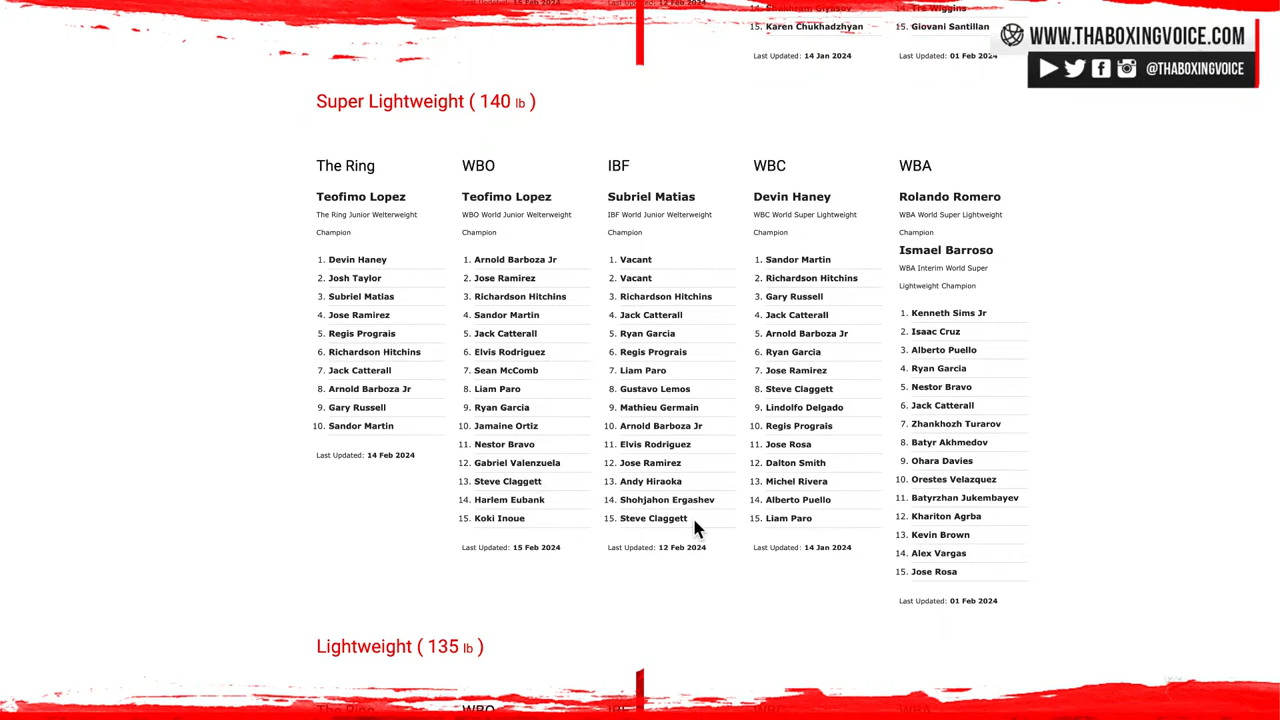 14. Shakhram Giyasov
14. Tre Wiggins
15. Karen Chukhadzhyan
15. Giovani Santillan
Last Updated: 14 Jan 2024
Last Updated: 01 Feb 2024
WWW.THABOXINGVOICE.COM
@THABOXINGVOICE
Super Lightweight ( 140 lb )
The Ring
Teofimo Lopez
The Ring Junior Welterweight
Champion
1. Devin Haney
2. Josh Taylor
3. Subriel Matias
4. Jose Ramirez
5. Regis Prograis
6. Richardson Hitchins
7. Jack Catterall
8. Arnold Barboza Jr
9. Gary Russell
10. Sandor Martin
Last Updated: 14 Feb 2024
WBO
Teofimo Lopez
WBO World Junior Welterweight
Champion
1. Arnold Barboza Jr
2. Jose Ramirez
3. Richardson Hitchins
4. Sandor Martin
5. Jack Catterall
6. Elvis Rodriguez
7. Sean McComb
8. Liam Paro
9. Ryan Garcia
10. Jamaine Ortiz
11. Nestor Bravo
12. Gabriel Valenzuela
13. Steve Claggett
14. Harlem Eubank
15. Koki Inoue
Last Updated: 15 Feb 2024
IBF
Subriel Matias
IBF World Junior Welterweight
Champion
1. Vacant
2. Vacant
3. Richardson Hitchins
4. Jack Catterall
5. Ryan Garcia
6. Regis Prograis
7. Liam Paro
8. Gustavo Lemos
9. Mathieu Germain
10. Arnold Barboza Jr
11. Elvis Rodriguez
12. Jose Ramirez
13. Andy Hiraoka
14. Shohjahon Ergashev
15. Steve Claggett
Last Updated: 12 Feb 2024
WBC
Devin Haney
WBC World Super Lightweight
Champion
1. Sandor Martin
2. Richardson Hitchins
3. Gary Russell
4. Jack Catterall
5. Arnold Barboza Jr
6. Ryan Garcia
7. Jose Ramirez
8. Steve Claggett
9. Lindolfo Delgado
10. Regis Prograis
11. Jose Rosa
12. Dalton Smith
13. Michel Rivera
14. Alberto Puello
15. Liam Paro
Last Updated: 14 Jan 2024
WBA
Rolando Romero
WBA World Super Lightweight
Champion
Ismael Barroso
WBA Interim World Super
Lightweight Champion
1. Kenneth Sims Jr
2. Isaac Cruz
3. Alberto Puello
4. Ryan Garcia
5. Nestor Bravo
6. Jack Catterall
7. Zhankhozh Turarov
8. Batyr Akhmedov
9. Ohara Davies
10. Orestes Velazquez
11. Batyrzhan Jukembayev
12. Khariton Agrba
13. Kevin Brown
14. Alex Vargas
15. Jose Rosa
Last Updated: 01 Feb 2024
Lightweight ( 135 lb )
The Ring
WBO
IBF
WBC
WBA